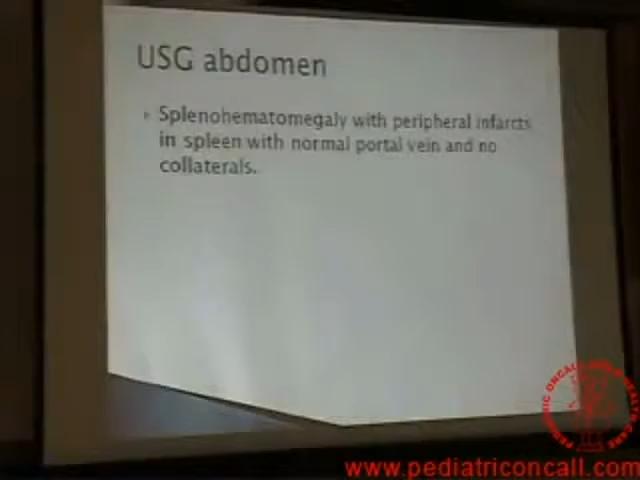 USG abdomen
Splenohematomegaly with peripheral infarcts
in spleen with normal portal vein and no
collaterals.
www.pediatriconcall.com